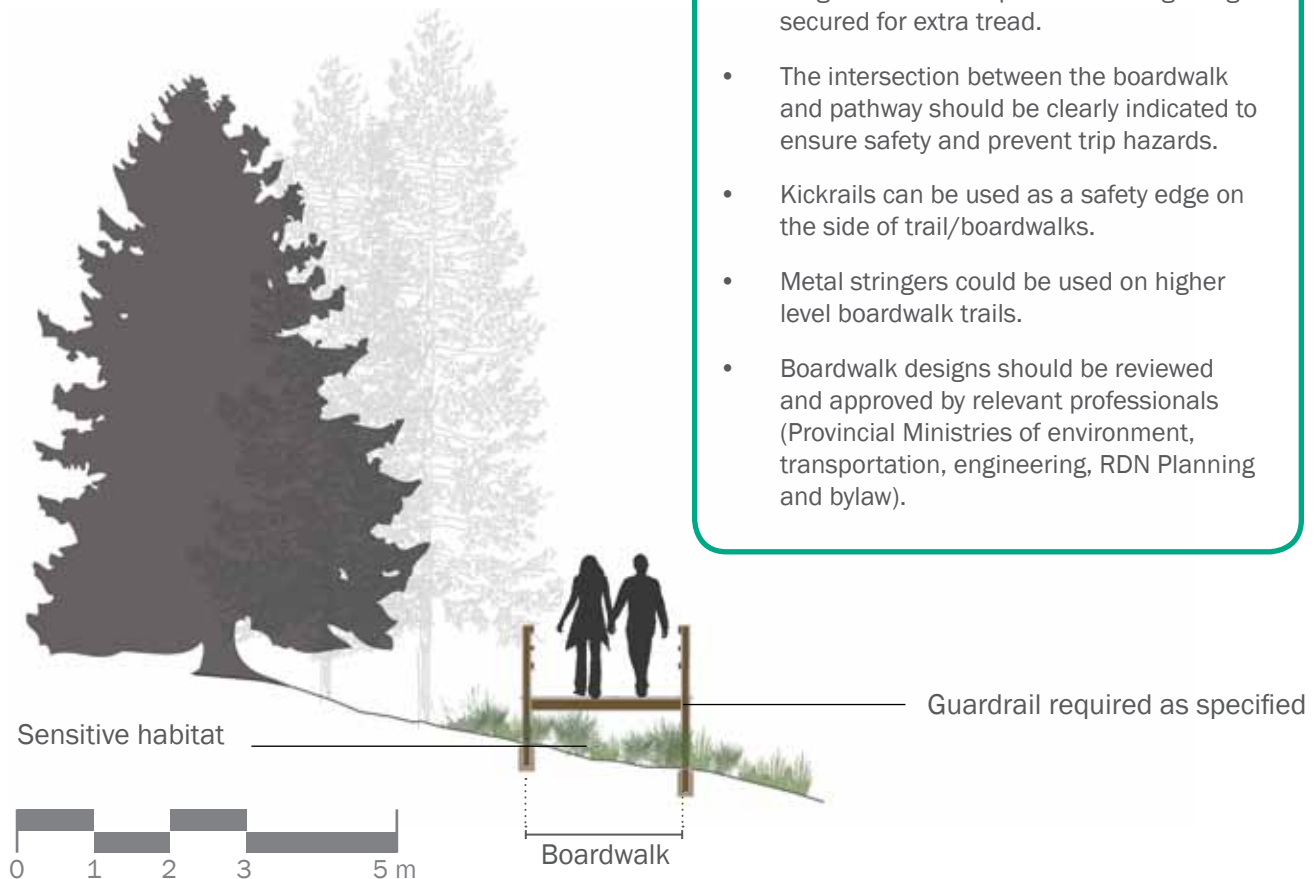 secured for extra tread.
• The intersection between the boardwalk
and pathway should be clearly indicated to
ensure safety and prevent trip hazards.
• Kickrails can be used as a safety edge on
the side of trail/boardwalks.
• Metal stringers could be used on higher
level boardwalk trails.
• Boardwalk designs should be reviewed
and approved by relevant professionals
(Provincial Ministries of environment,
transportation, engineering, RDN Planning
and bylaw).
Guardrail required as specified
Sensitive habitat
Boardwalk
0 1 2 3 5 m